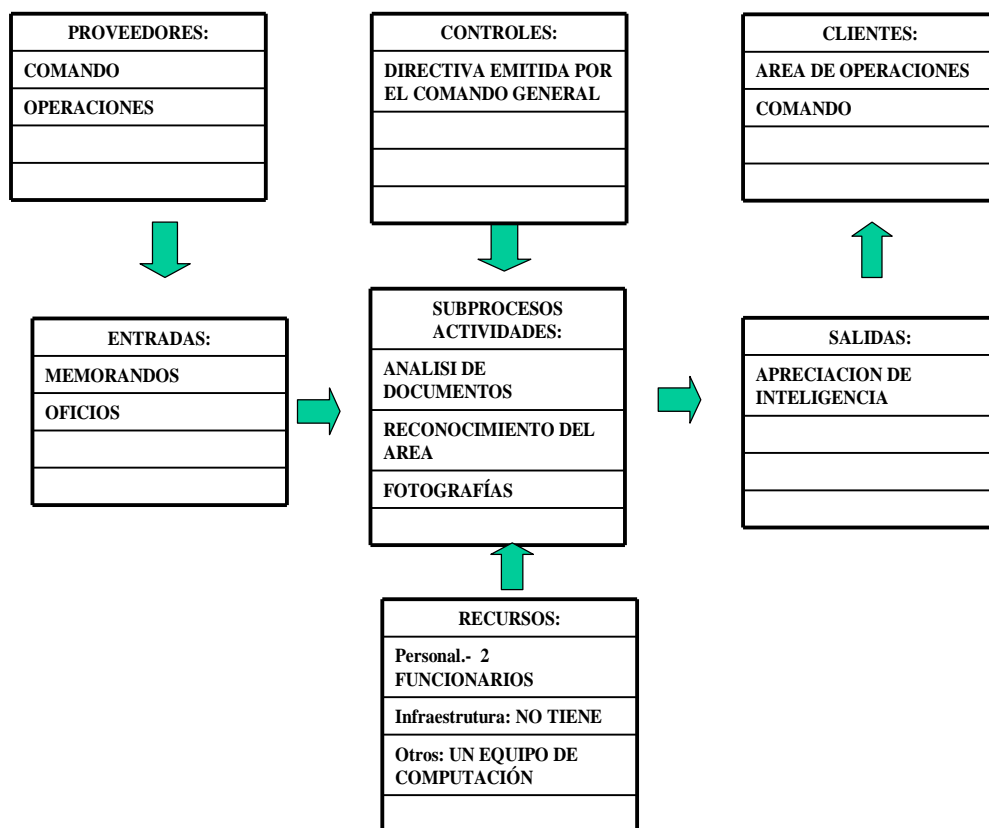 PROVEEDORES:
COMANDO
OPERACIONES
CONTROLES:
DIRECTIVA EMITIDA POR
EL COMANDO GENERAL
CLIENTES:
AREA DE OPERACIONES
COMANDO
ENTRADAS:
MEMORANDOS
OFICIOS
SUBPROCESOS
ACTIVIDADES:
ANALISI DE
DOCUMENTOS
RECONOCIMIENTO DEL
AREA
FOTOGRAFÍAS
SALIDAS:
APRECIACION DE
INTELIGENCIA
RECURSOS:
Personal.- 2
FUNCIONARIOS
Infraestrutura: NO TIENE
Otros: UN EQUIPO DE
COMPUTACIÓN